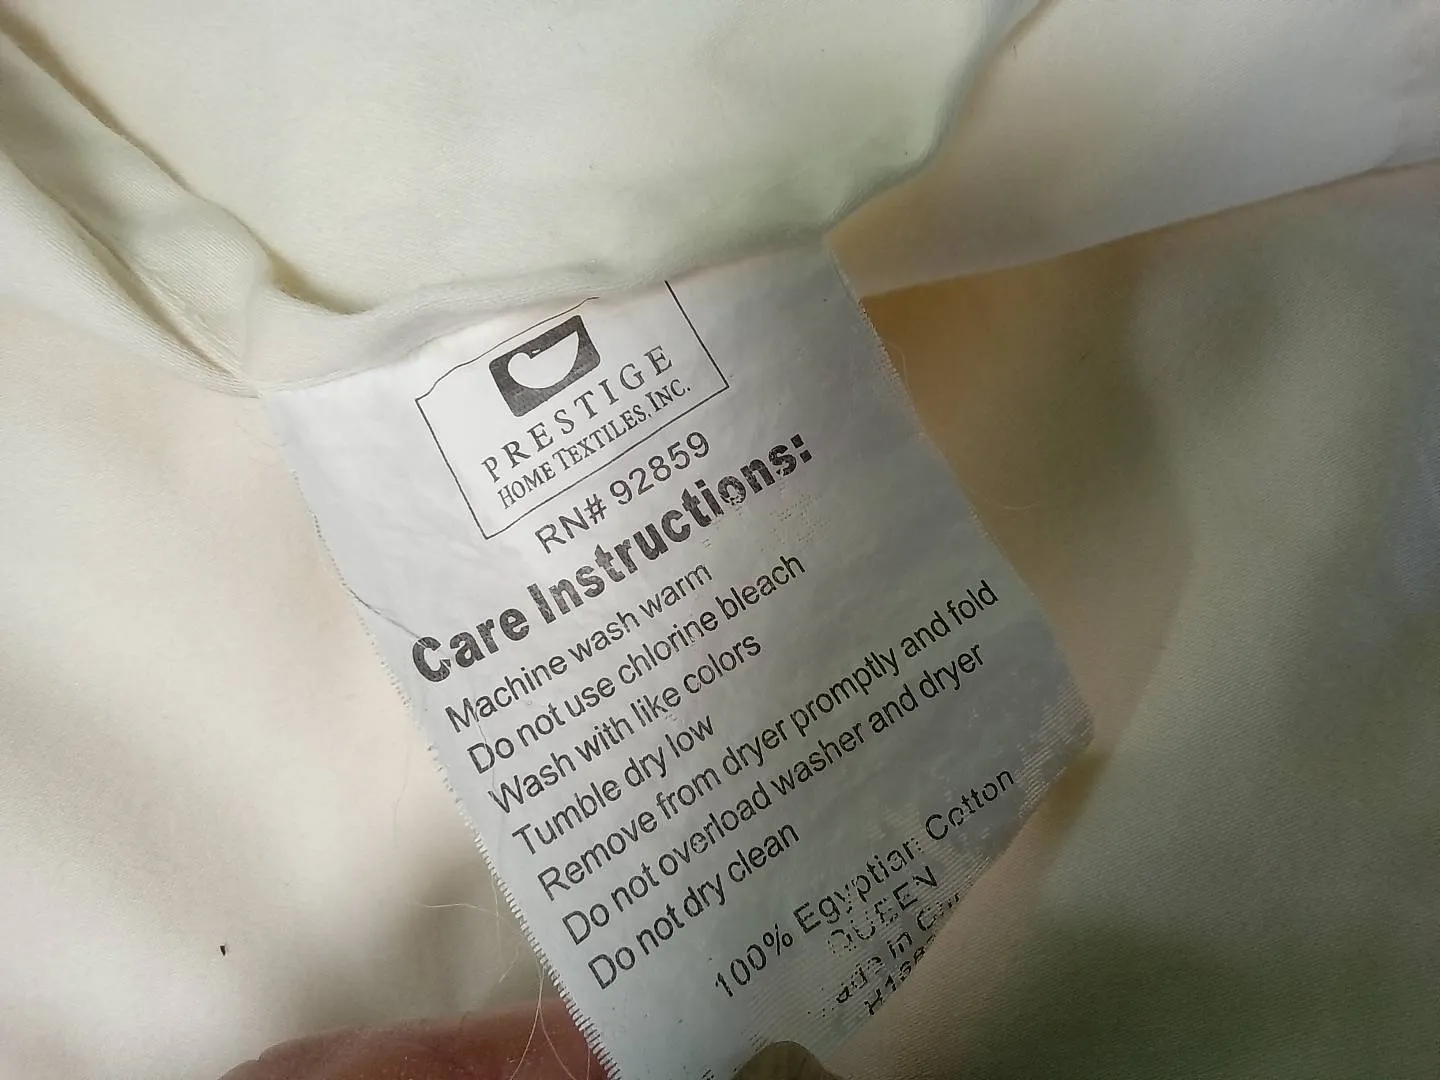 PRESTIGE
HOME TEXTILES, INC.
RN# 92859
Care Instructions:
Machine wash warm
Do not use chlorine bleach
Wash with like colors
Tumble dry low
Remove from dryer promptly and fold
Do not overload washer and dryer
Do not dry clean
100% Egyptian Cotton
QUEEN
in